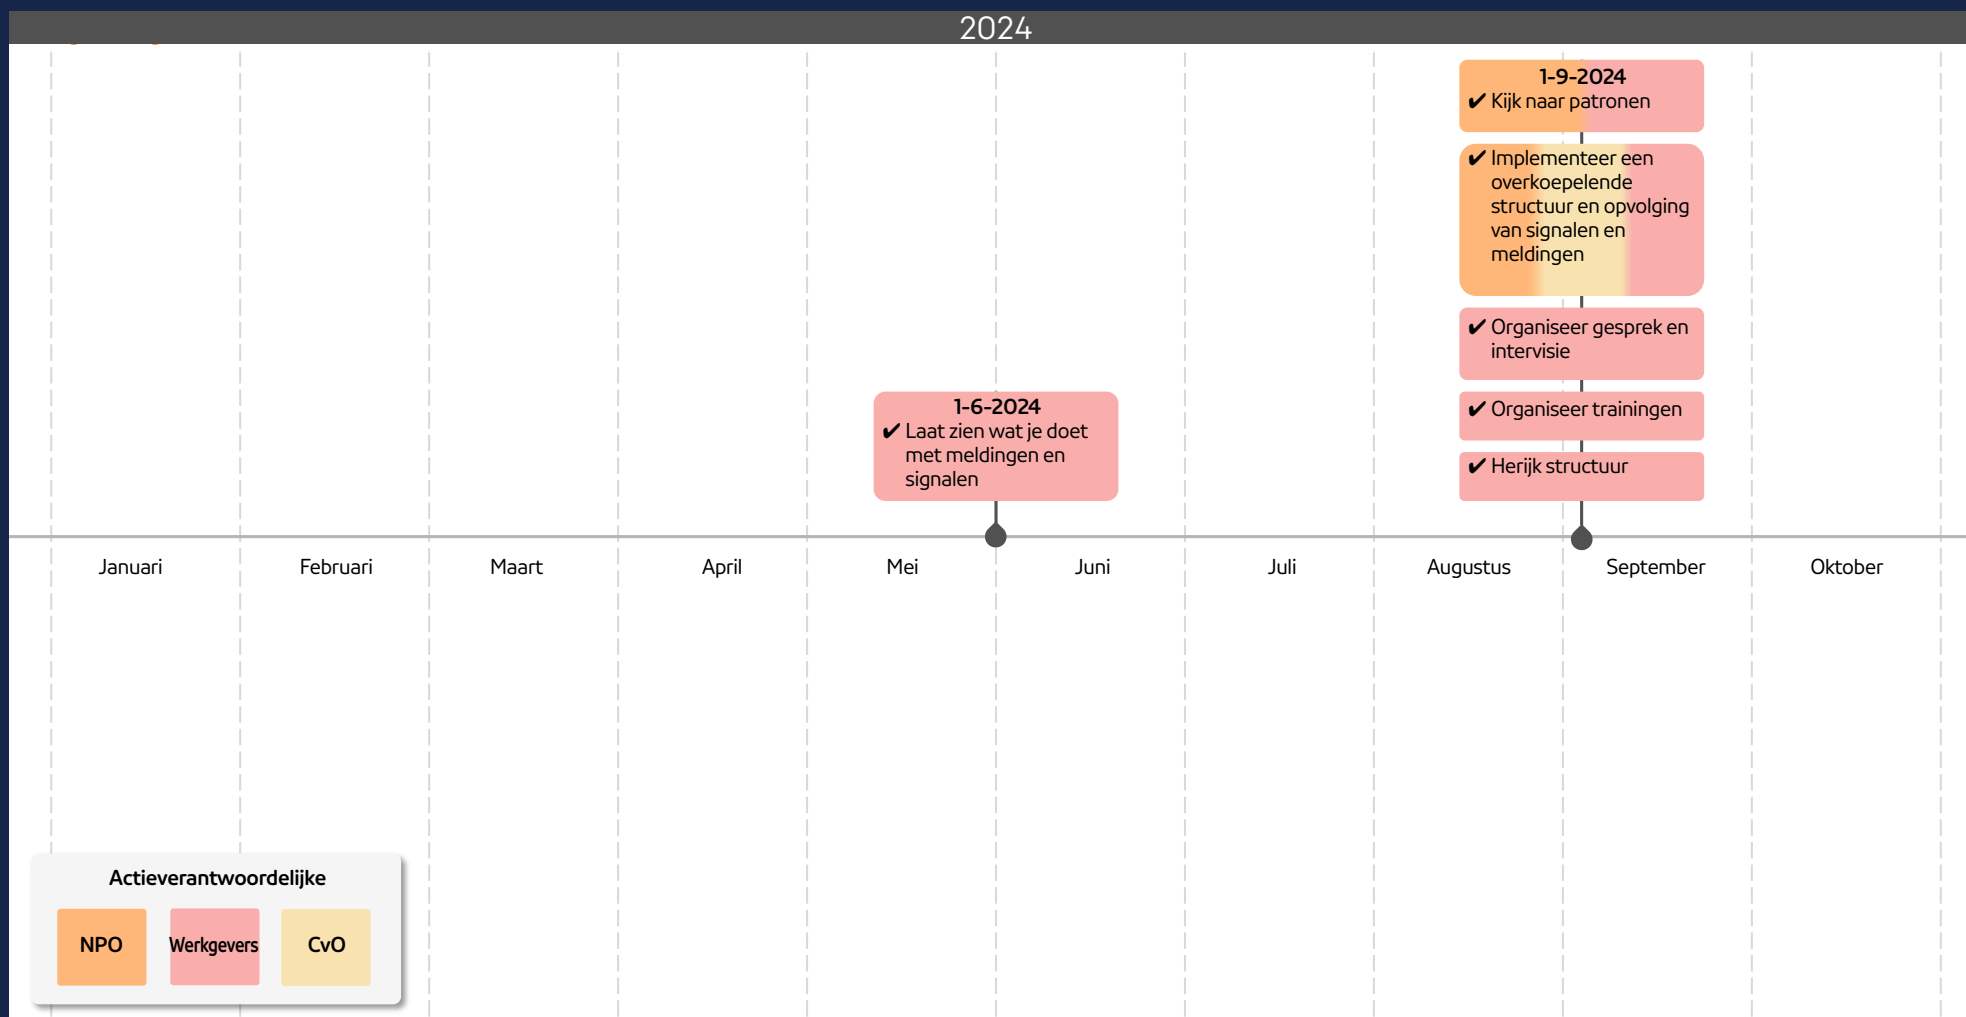 2024
1-9-2024
✔ Kijk naar patronen
✔ Implementeer een
overkoepelende
structuur en opvolging
van signalen en
meldingen
✔ Organiseer gesprek en
intervisie
✔ Organiseer trainingen
✔ Herijk structuur
1-6-2024
✔ Laat zien wat je doet
met meldingen en
signalen
Januari Februari Maart April Mei Juni Juli Augustus September Oktober
Actieverantwoordelijke
NPO Werkgevers CvO